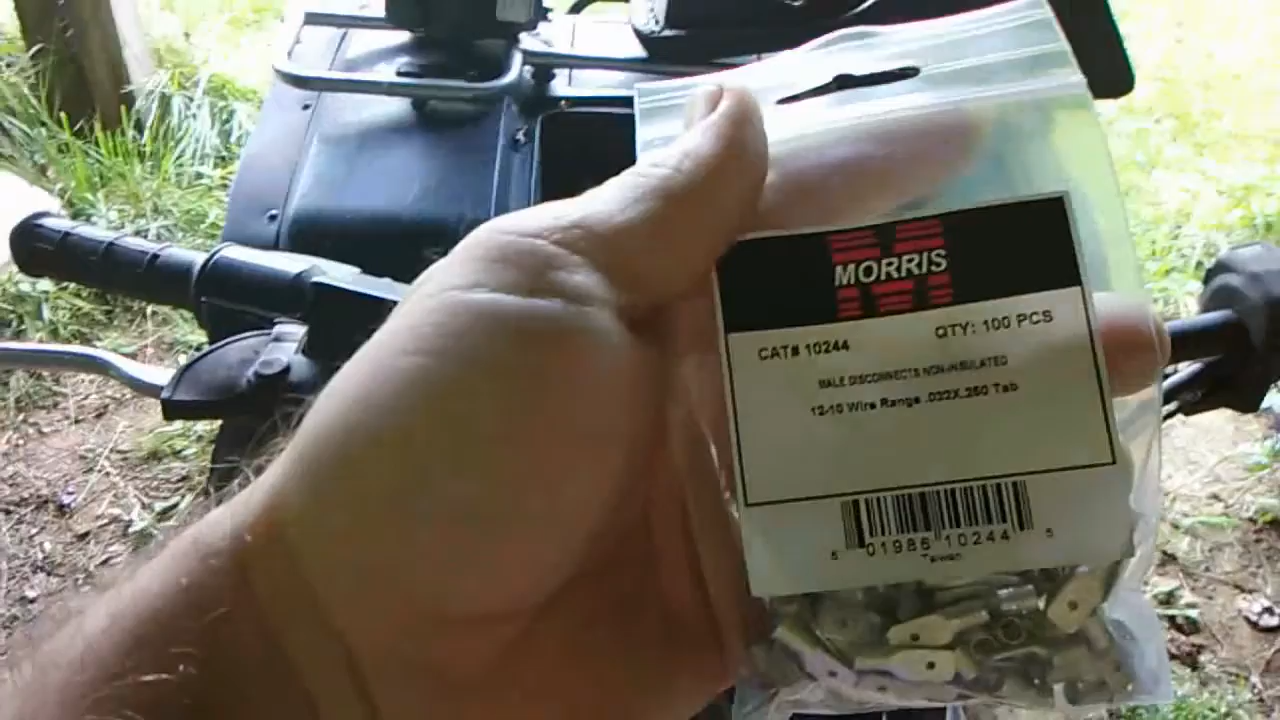 MORRIS
CAT# 10244
QTY: 100 PCS
MALE DISCONNECTS NON-INSULATED
12-10 Wire Range .032X.250 Tab
6 01986 10244 5
Taiwan